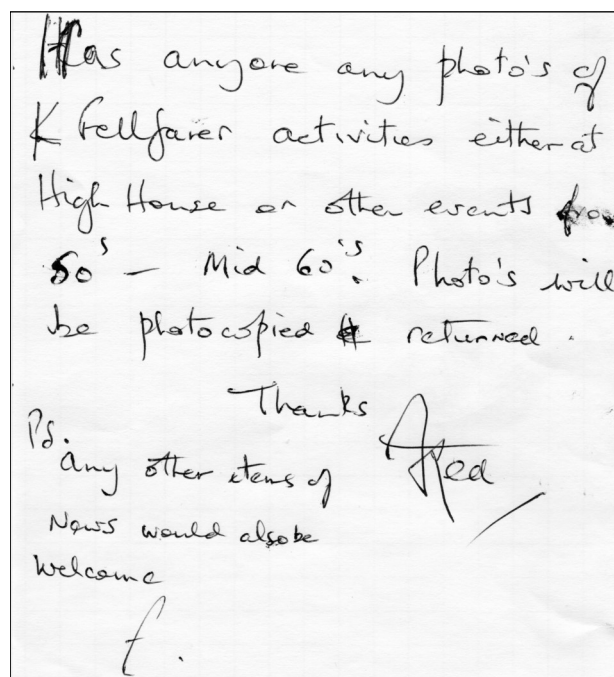 Has anyone any photo's of
K Fellfarer activities either at
High House or other events from
50's - Mid 60's. Photo's will
be photocopied & returned.
Thanks
Ps.
any other items of
News would also be
Welcome
f.